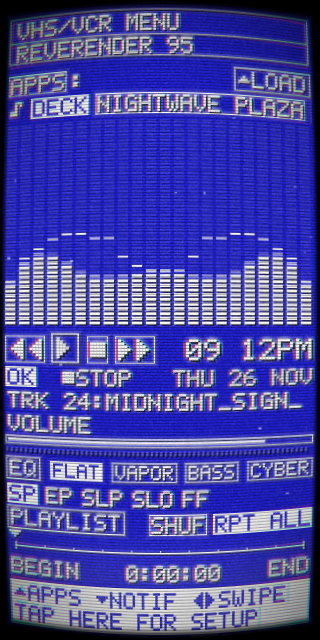 VHS/VCR MENU
REVERENDER 95
APPS:
LOAD
DECK NIGHTWAVE PLAZA
09 12PM
OK STOP THU 26 NOV
TRK 24:MIDNIGHT_SIGN_
VOLUME
EQ FLAT VAPOR BASS CYBER
SP EP SLP SLO FF
PLAYLIST SHUF RPT ALL
BEGIN 0:00:00 END
APPS NOTIF SWIPE
TAP HERE FOR SETUP